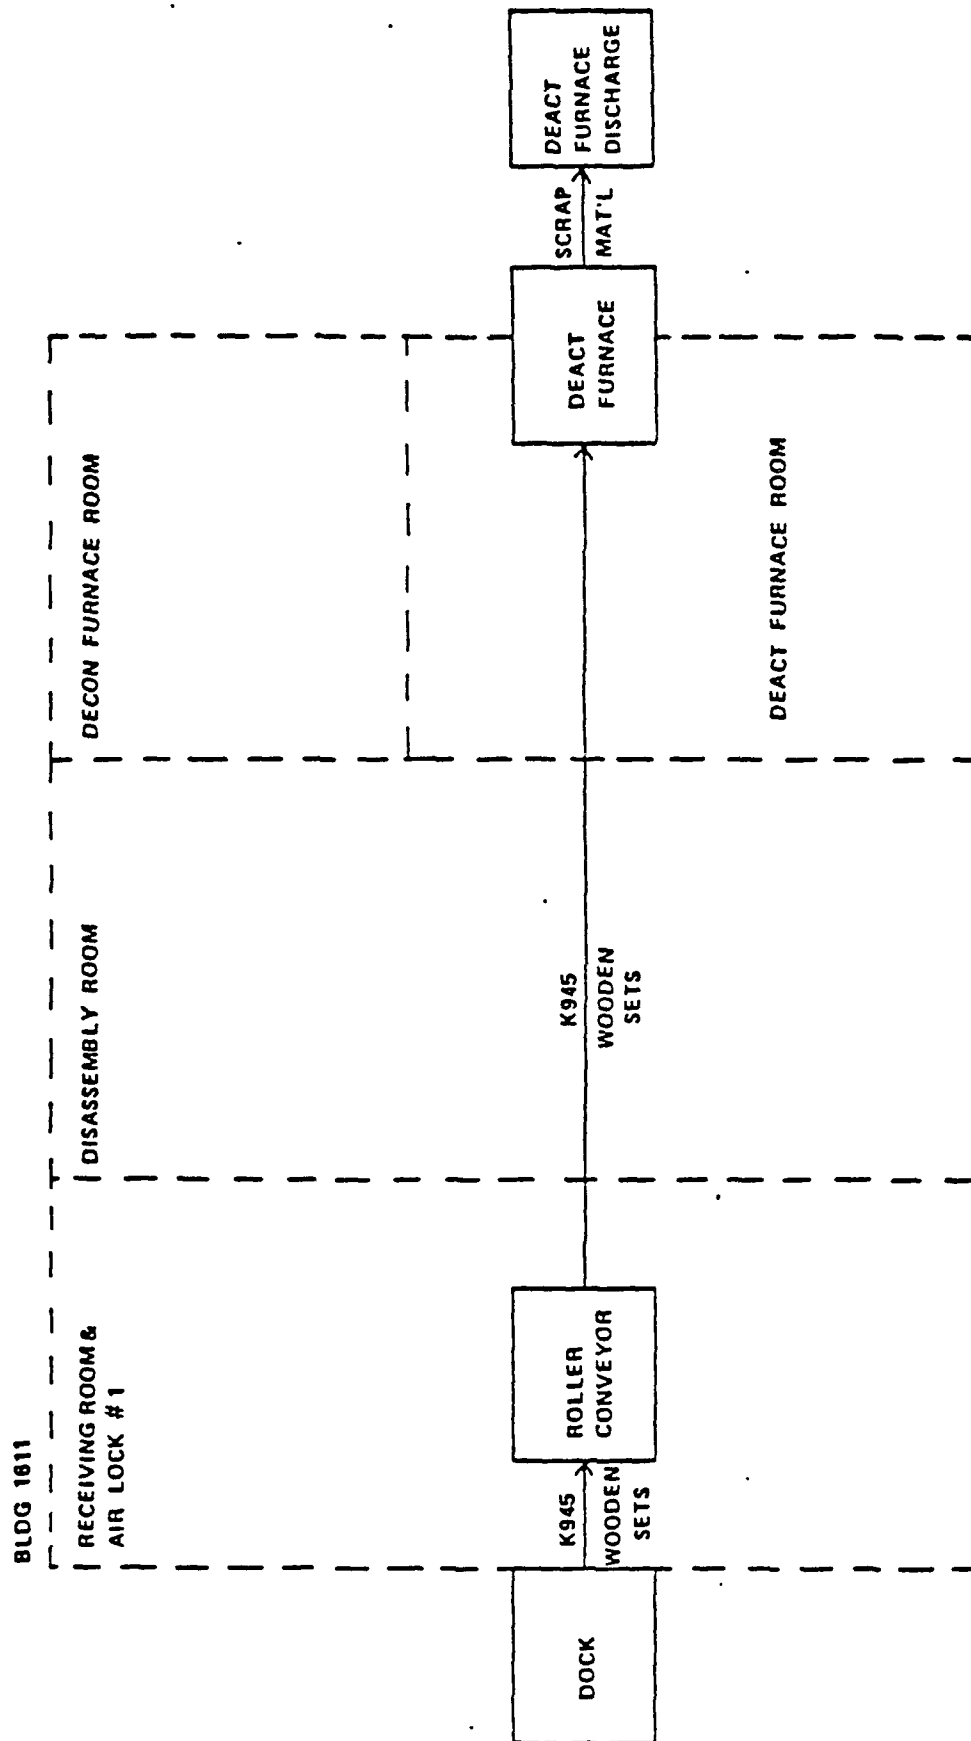 BLDG 1611
RECEIVING ROOM &
AIR LOCK #1
DISASSEMBLY ROOM
DECON FURNACE ROOM
DOCK
K945
WOODEN
SETS
ROLLER
CONVEYOR
K945
WOODEN
SETS
DEACT
FURNACE
SCRAP
MAT'L
DEACT
FURNACE
DISCHARGE
DEACT FURNACE ROOM